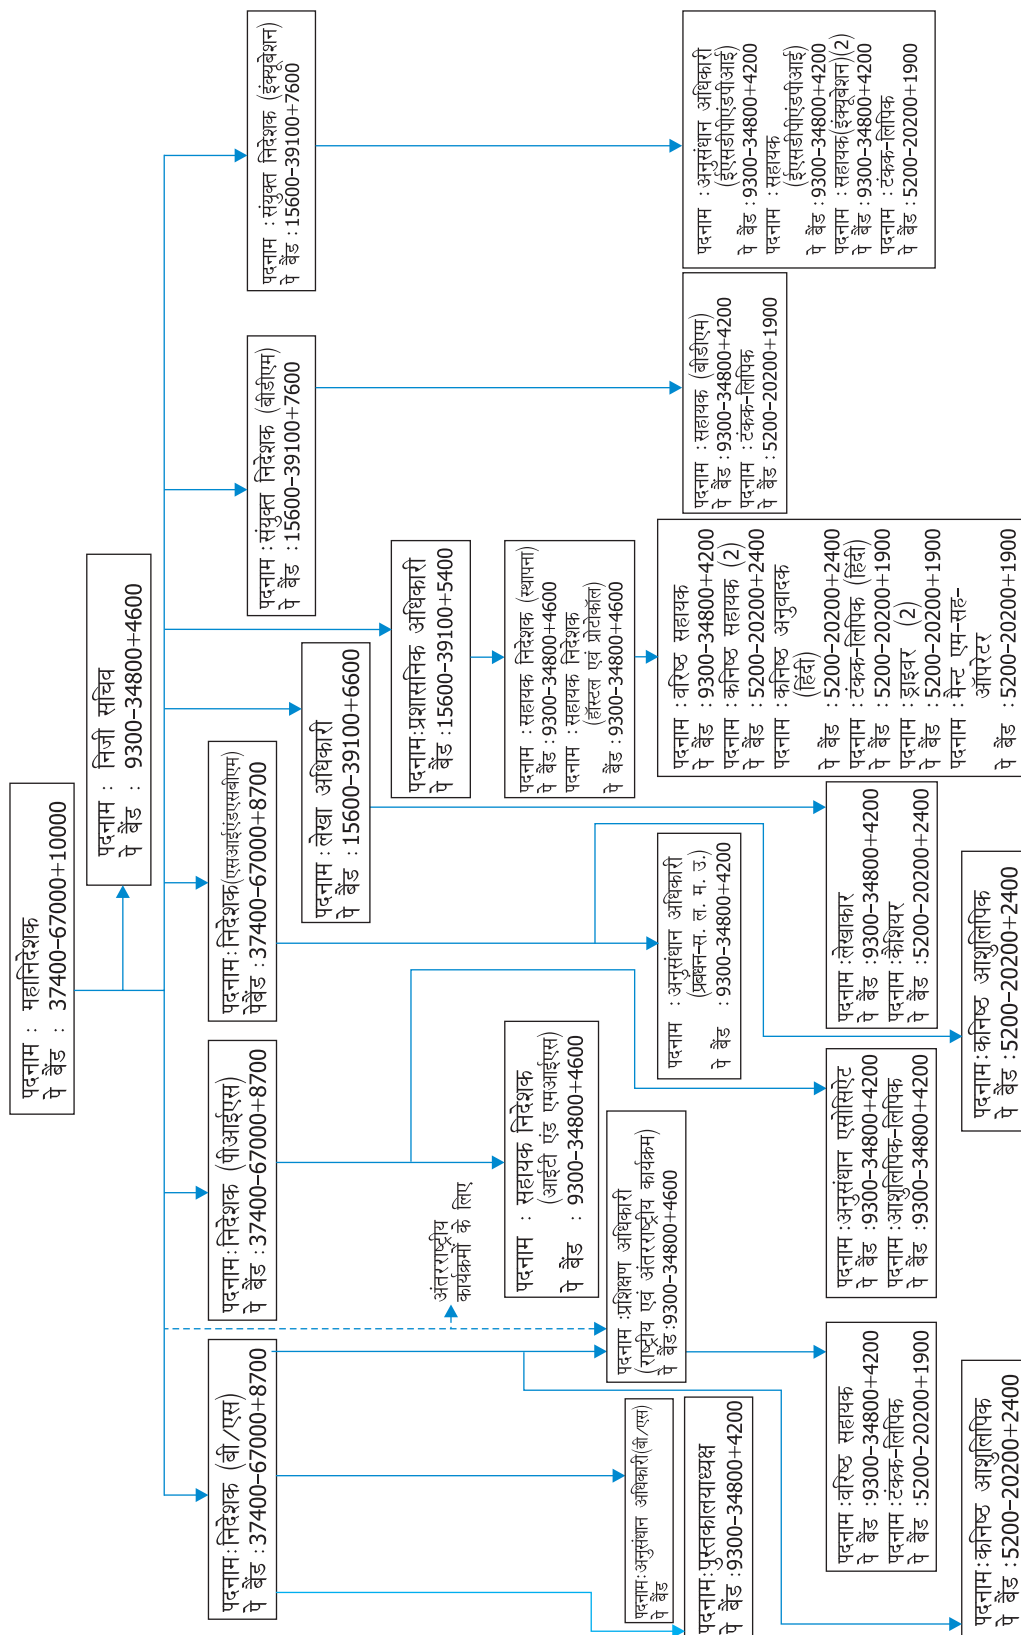 पदनाम : महानिदेशक
पे बैंड : 37400-67000+10000
पदनाम : निजी सचिव
पे बैंड : 9300-34800+4600
पदनाम:निदेशक (बी/एस)
पे बैंड :37400-67000+8700
पदनाम:निदेशक (पीआईएस)
पे बैंड :37400-67000+8700
पदनाम:निदेशक(एसआईएंडएसबीएम)
पेबैंड :37400-67000+8700
पदनाम :संयुक्त निदेशक (बीडीएम)
पे बैंड :15600-39100+7600
पदनाम :संयुक्त निदेशक (इंक्यूबेशन)
पे बैंड :15600-39100+7600
पदनाम :लेखा अधिकारी
पे बैंड :15600-39100+6600
पदनाम:प्रशासनिक अधिकारी
पे बैंड :15600-39100+5400
अंतरराष्ट्रीय
कार्यक्रमों के लिए
पदनाम : सहायक निदेशक
(आईटी एंड एमआईएस)
पे बैंड : 9300-34800+4600
पदनाम :सहायक निदेशक (स्थापना)
पे बैंड :9300-34800+4600
पदनाम :सहायक निदेशक
(हॉस्टल एवं प्रोटोकॉल)
पे बैंड :9300-34800+4600
पदनाम :प्रशिक्षण अधिकारी
(राष्ट्रीय एवं अंतरराष्ट्रीय कार्यक्रम)
पे बैंड:9300-34800+4600
पदनाम:अनुसंधान अधिकारी(बी/एस)
पे बैंड
पदनाम:पुस्तकालयाध्यक्ष
पे बैंड :9300-34800+4200
पदनाम :अनुसंधान अधिकारी
(प्रबंधन-स. ल. म. उ.)
पे बैंड :9300-34800+4200
पदनाम :वरिष्ठ सहायक
पे बैंड :9300-34800+4200
पदनाम :कनिष्ठ सहायक (2)
पे बैंड :5200-20200+2400
पदनाम :कनिष्ठ अनुवादक
(हिंदी)
पे बैंड :5200-20200+2400
पदनाम :टंकक-लिपिक (हिंदी)
पे बैंड :5200-20200+1900
पदनाम :ड्राइवर (2)
पे बैंड :5200-20200+1900
पदनाम :मैन्ट एम-सह-
ऑपरेटर
पे बैंड :5200-20200+1900
पदनाम :सहायक (बीडीएम)
पे बैंड :9300-34800+4200
पदनाम :टंकक-लिपिक
पे बैंड :5200-20200+1900
पदनाम :अनुसंधान अधिकारी
(ईएसडीपीएंडपीआई)
पे बैंड :9300-34800+4200
पदनाम :सहायक
(ईएसडीपीएंडपीआई)
पे बैंड :9300-34800+4200
पदनाम :सहायक(इंक्यूबेशन)(2)
पे बैंड :9300-34800+4200
पदनाम :टंकक-लिपिक
पे बैंड :5200-20200+1900
पदनाम :वरिष्ठ सहायक
पे बैंड :9300-34800+4200
पदनाम :टंकक-लिपिक
पे बैंड :5200-20200+1900
पदनाम :अनुसंधान एसोसिऐट
पे बैंड :9300-34800+4200
पदनाम :आशुलिपिक-लिपिक
पे बैंड :9300-34800+4200
पदनाम :लेखाकार
पे बैंड :9300-34800+4200
पदनाम :कैशियर
पे बैंड :5200-20200+2400
पदनाम:कनिष्ठ आशुलिपिक
पे बैंड :5200-20200+2400
पदनाम:कनिष्ठ आशुलिपिक
पे बैंड :5200-20200+2400